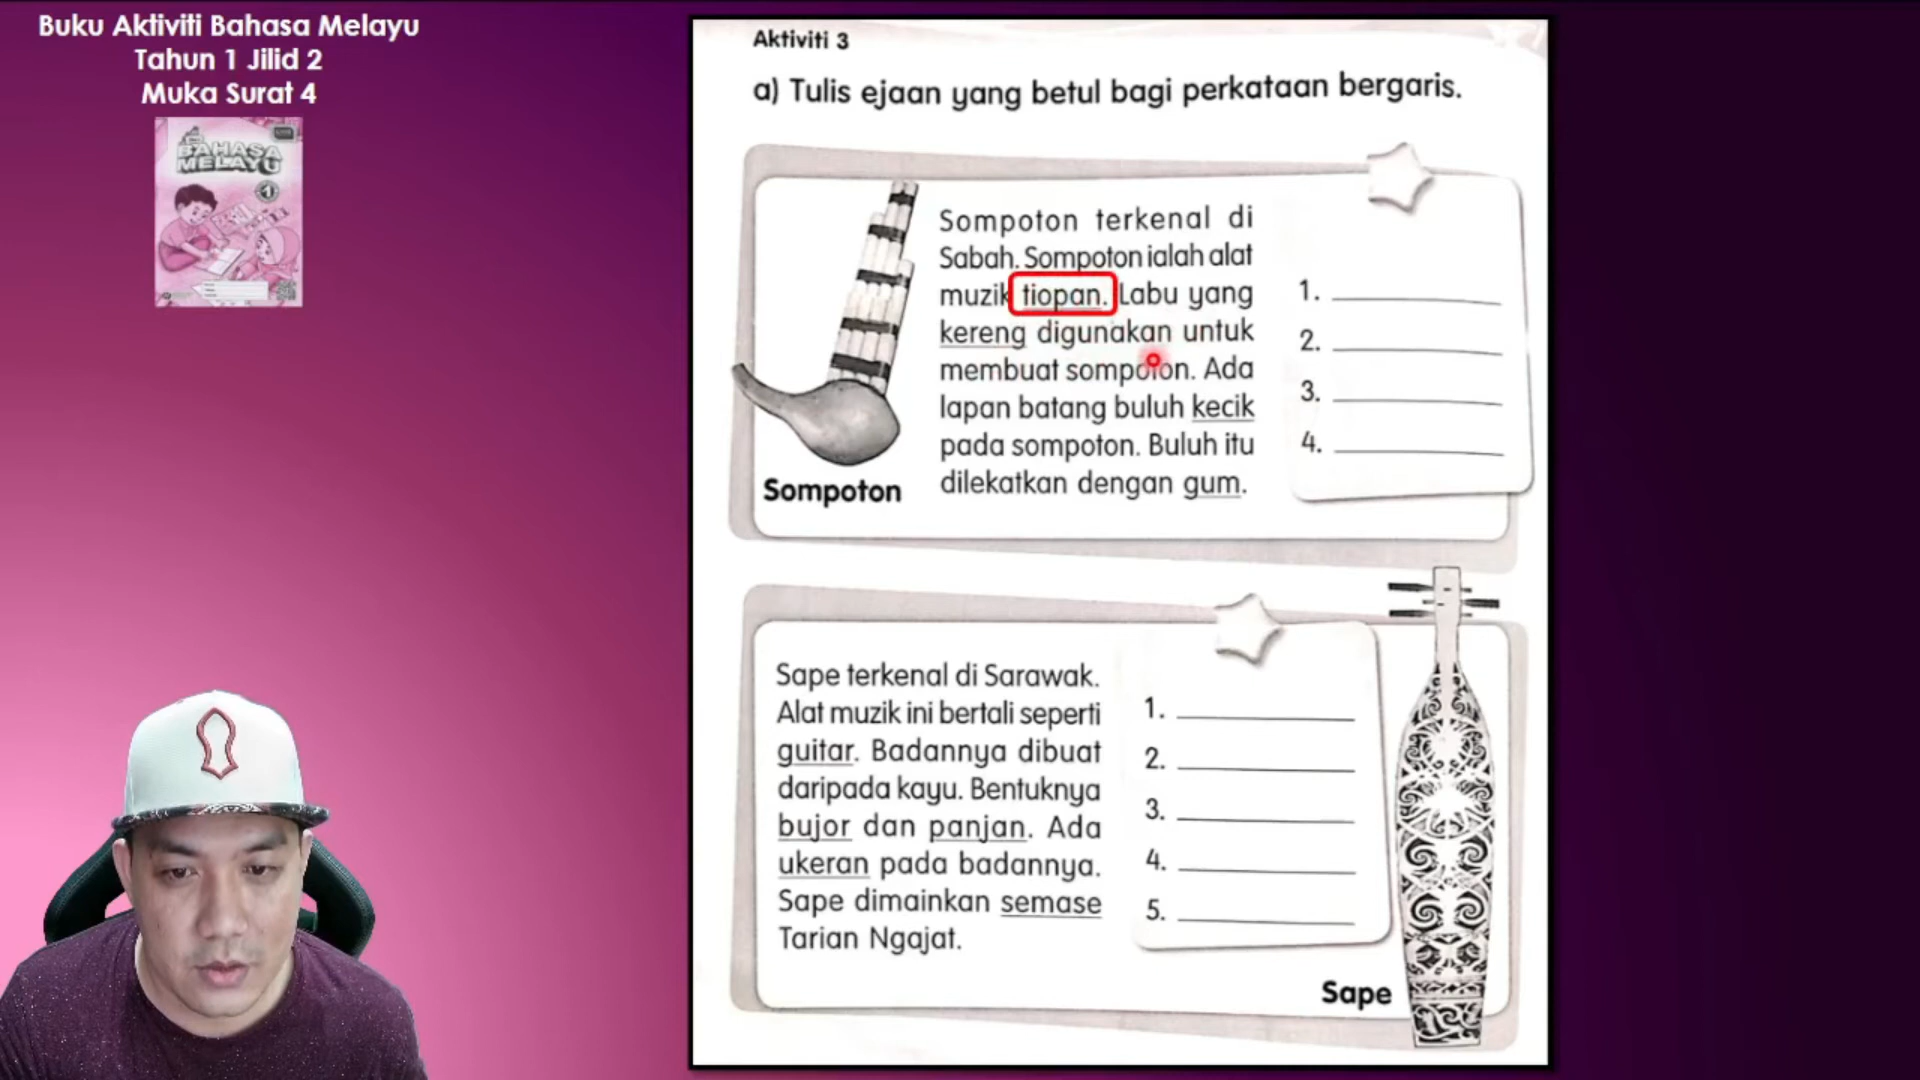 Buku Aktiviti Bahasa Melayu
Tahun 1 Jilid 2
Muka Surat 4
BAHASA
MELAYU
1
Aktiviti 3
a) Tulis ejaan yang betul bagi perkataan bergaris.
Sompoton terkenal di
Sabah. Sompoton ialah alat
muzik tiopan. Labu yang
kereng digunakan untuk
membuat sompoton. Ada
lapan batang buluh kecik
pada sompoton. Buluh itu
dilekatkan dengan gum.
Sompoton
1.
2.
3.
4.
Sape terkenal di Sarawak.
Alat muzik ini bertali seperti
guitar. Badannya dibuat
daripada kayu. Bentuknya
bujor dan panjan. Ada
ukeran pada badannya.
Sape dimainkan semase
Tarian Ngajat.
1.
2.
3.
4.
5.
Sape